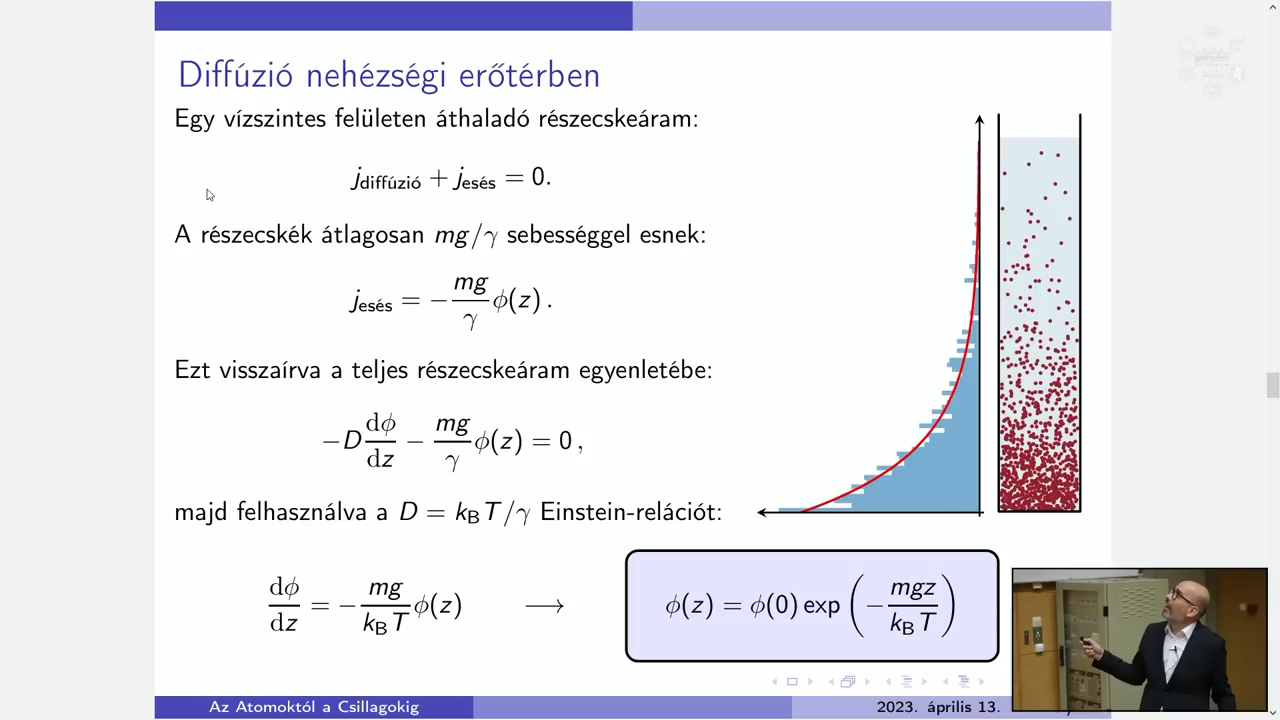 Diffúzió nehézségi erőtérben
Egy vízszintes felületen áthaladó részecskeáram:
j_diffúzió + j_esés = 0.
A részecskék átlagosan mg/γ sebességgel esnek:
j_esés = −(mg/γ) ϕ(z) .
Ezt visszaírva a teljes részecskeáram egyenletébe:
−D dϕ/dz − (mg/γ) ϕ(z) = 0 ,
majd felhasználva a D = k_B T/γ Einstein-relációt:
dϕ/dz = −(mg/k_B T) ϕ(z) ⟶ ϕ(z) = ϕ(0) exp (−mgz/k_B T)
Az Atomoktól a Csillagokig 2023. április 13.